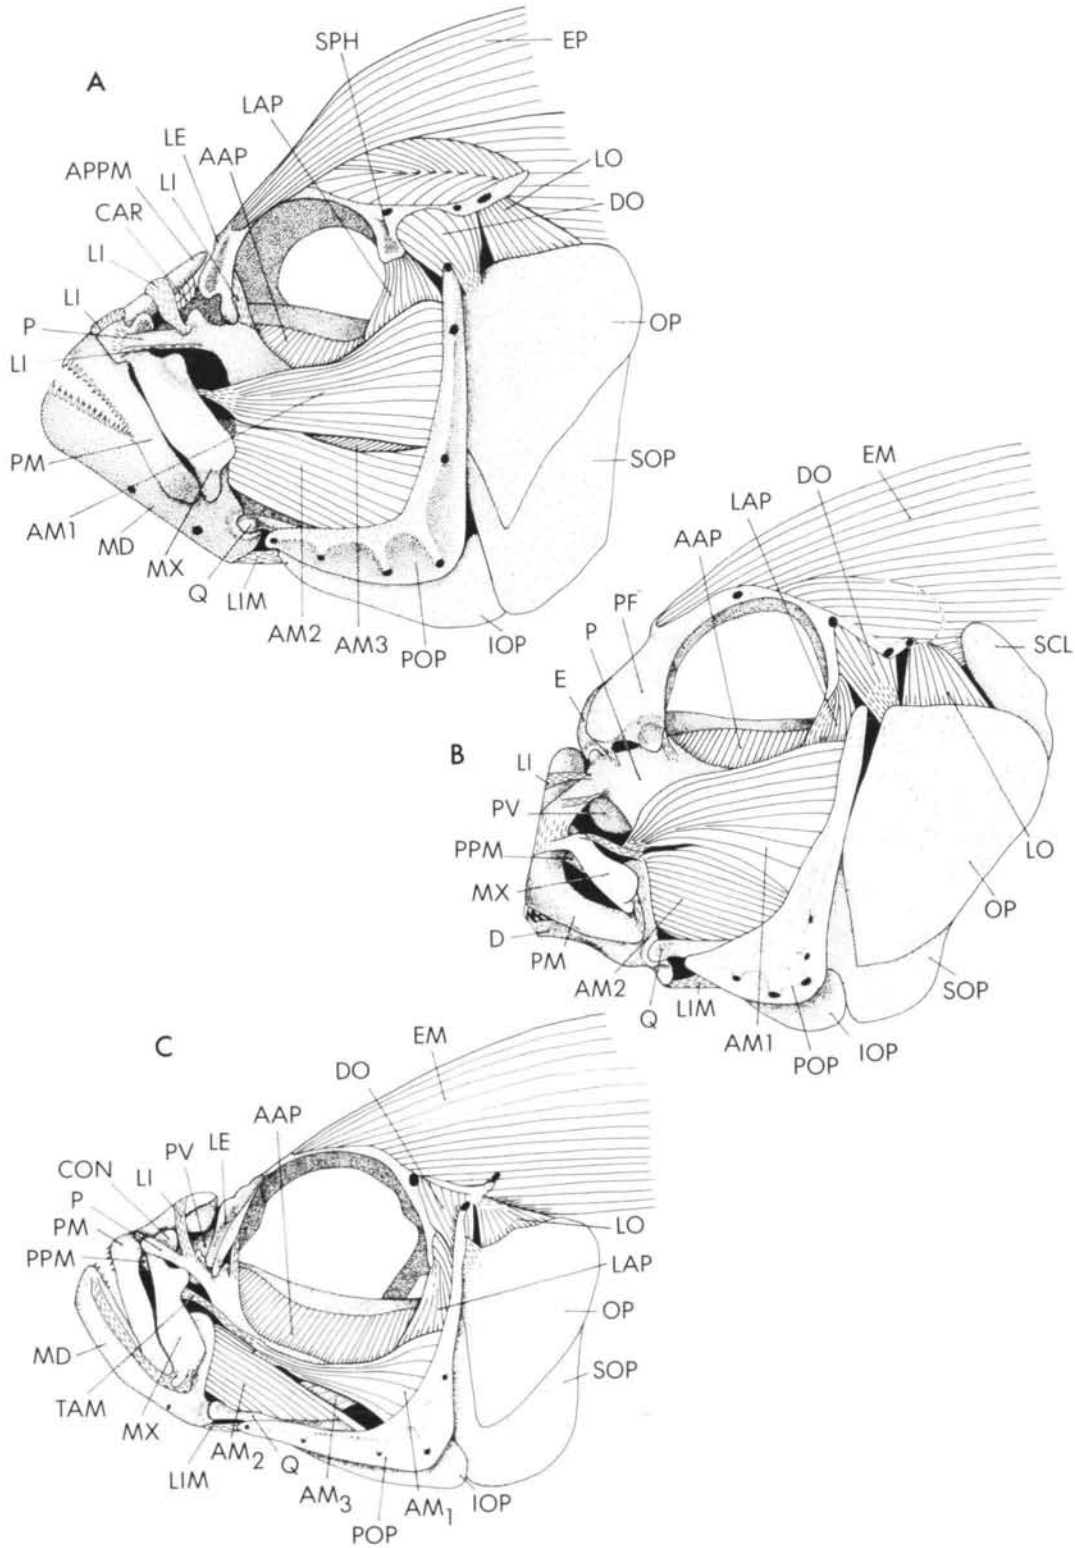 A
SPH
EP
LAP
LE
AAP
APPM
LI
CAR
LI
LI
P
LI
LO
DO
OP
SOP
PM
AM1
MD
MX
Q
LIM
AM2
AM3
POP
IOP
B
EM
DO
LAP
AAP
PF
P
E
SCL
LI
PV
PPM
MX
D
PM
AM2
Q
LIM
AM1
POP
IOP
SOP
OP
LO
C
EM
DO
AAP
LE
PV
LI
CON
P
PM
PPM
MD
TAM
MX
LIM
AM2
Q
AM3
POP
AM1
IOP
LO
LAP
OP
SOP